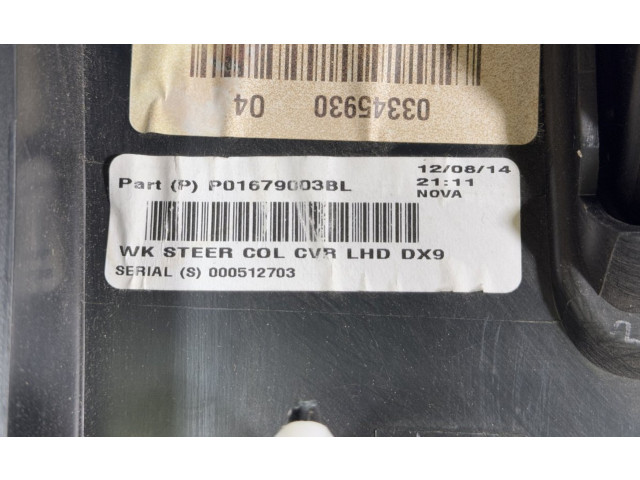 03345930 04
Part (P) P01679003BL
12/08/14
21:11
NOVA
WK STEER COL CVR LHD DX9
SERIAL (S) 000512703